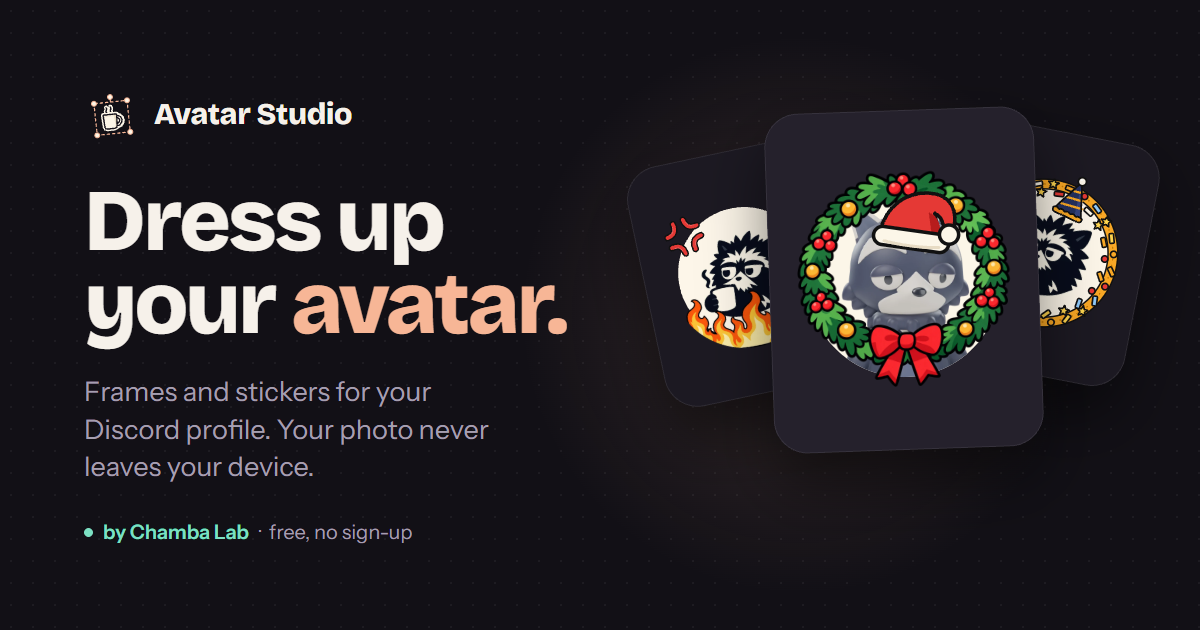 Avatar Studio
Dress up
your avatar.
Frames and stickers for your
Discord profile. Your photo never
leaves your device.
by Chamba Lab · free, no sign-up